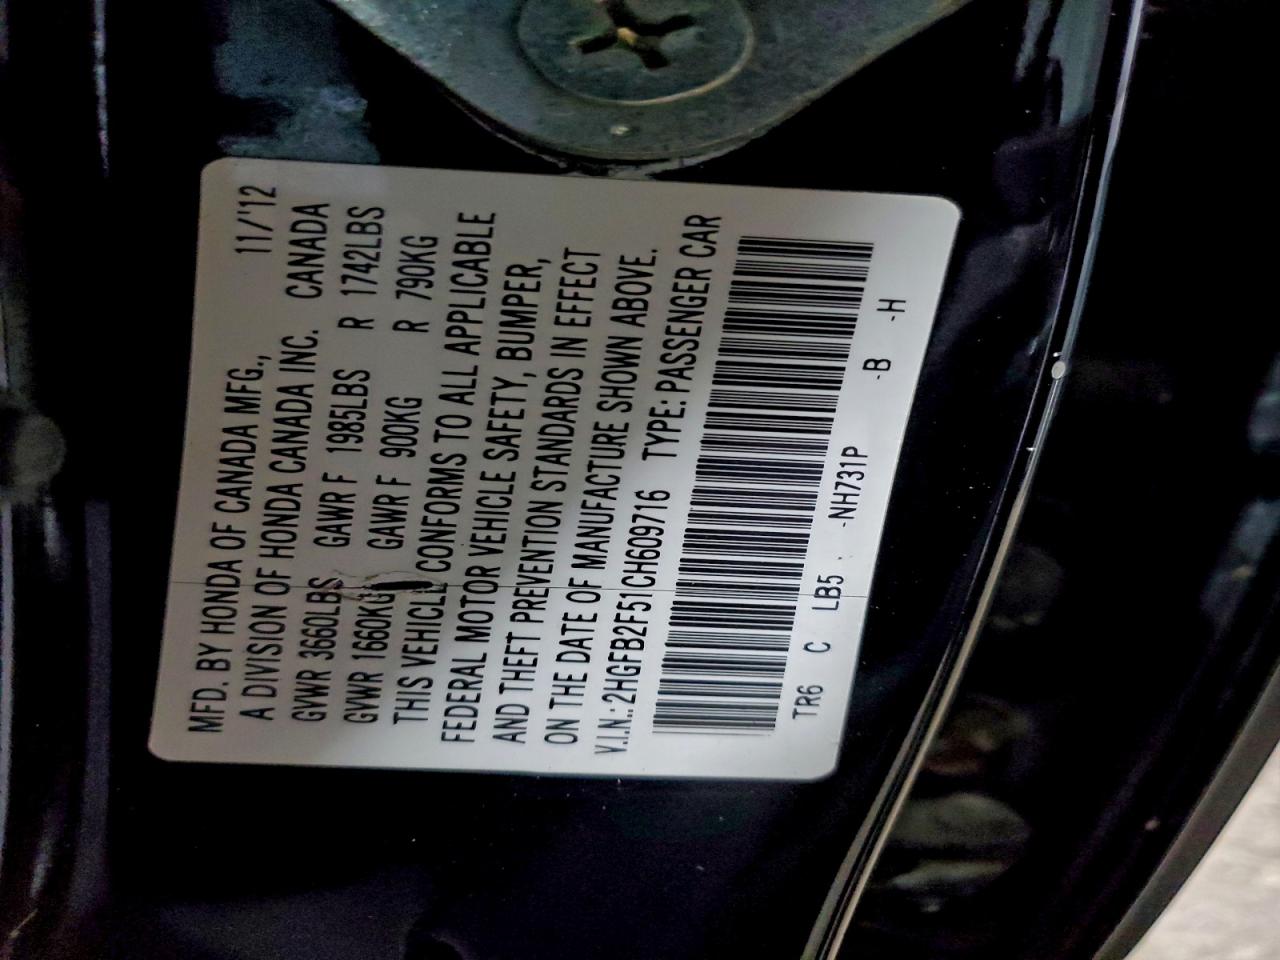 11/'12
MFD. BY HONDA OF CANADA MFG.,
A DIVISION OF HONDA CANADA INC. CANADA
GVWR 3660LBS GAWR F 1985LBS R 1742LBS
GVWR 1660KG GAWR F 900KG R 790KG
THIS VEHICLE CONFORMS TO ALL APPLICABLE
FEDERAL MOTOR VEHICLE SAFETY, BUMPER,
AND THEFT PREVENTION STANDARDS IN EFFECT
ON THE DATE OF MANUFACTURE SHOWN ABOVE.
V.I.N.: 2HGFB2F51CH609716 TYPE: PASSENGER CAR
TR6 C LB5 -NH731P -B -H